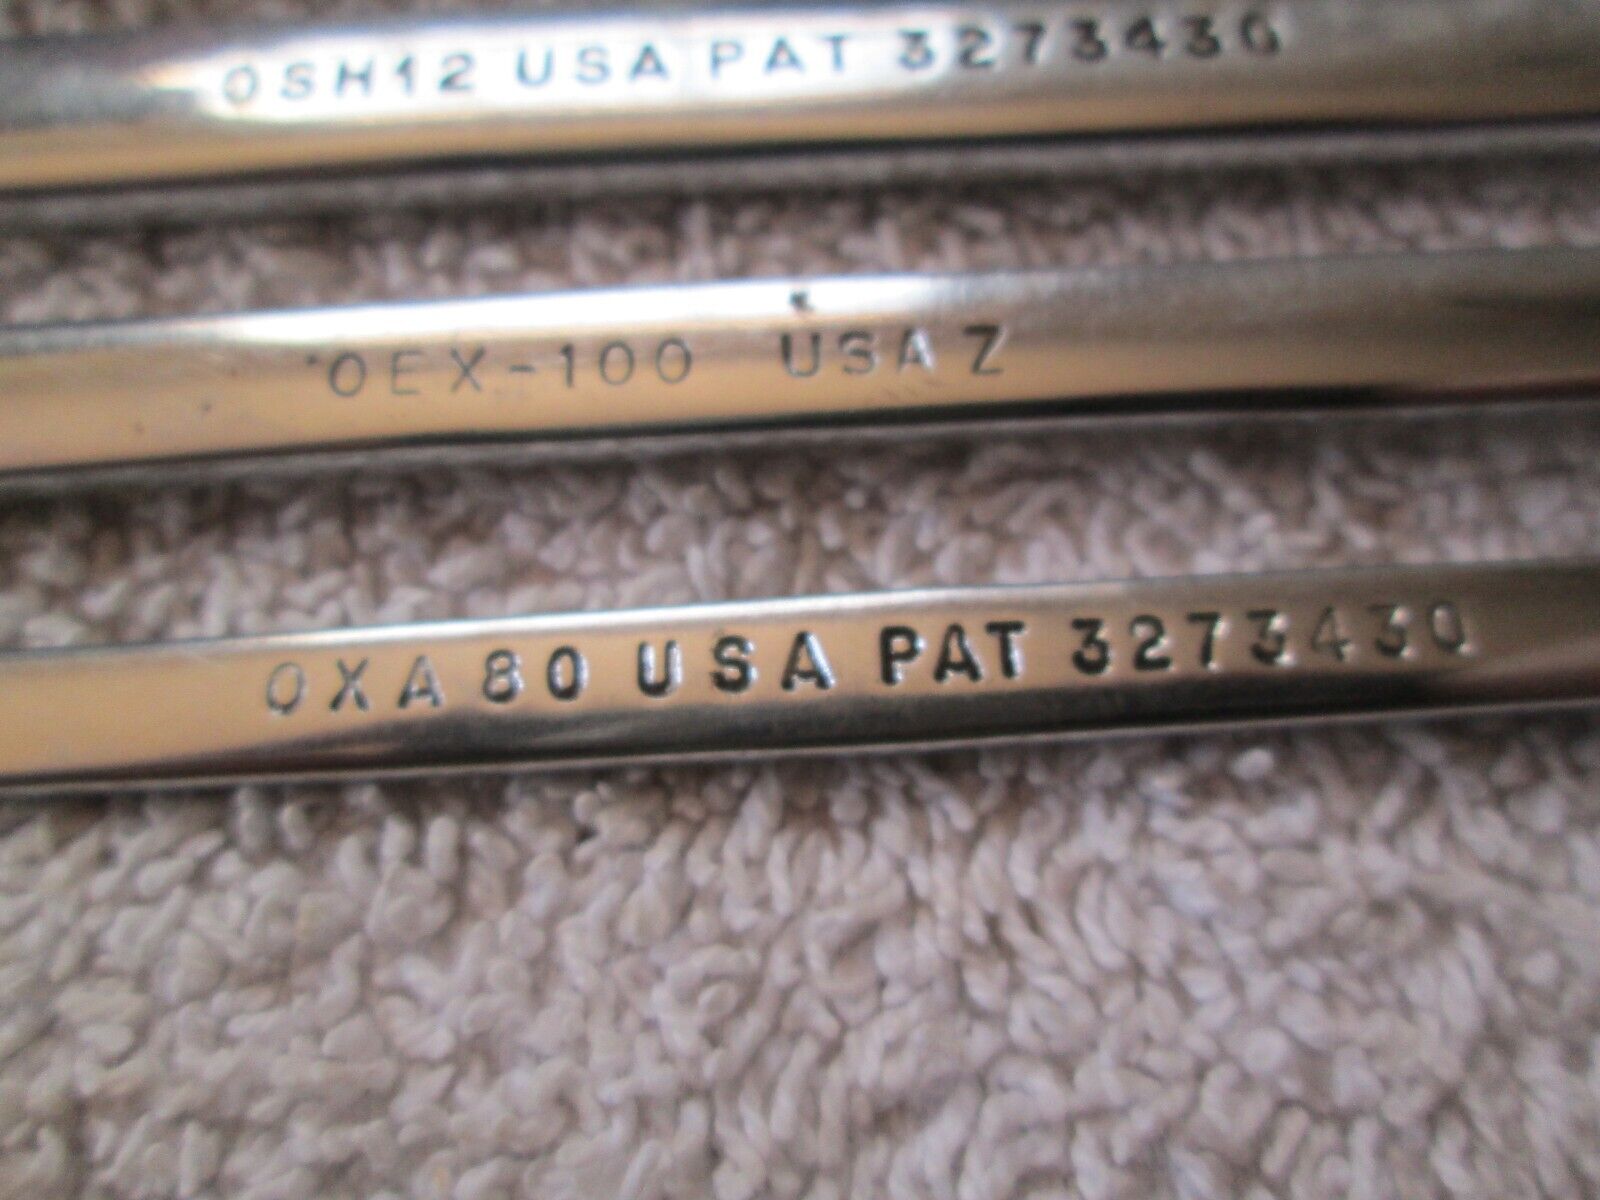 OSH12 USA PAT 3273430
OEX-100 USA Z
OXA 80 USA PAT 3273430